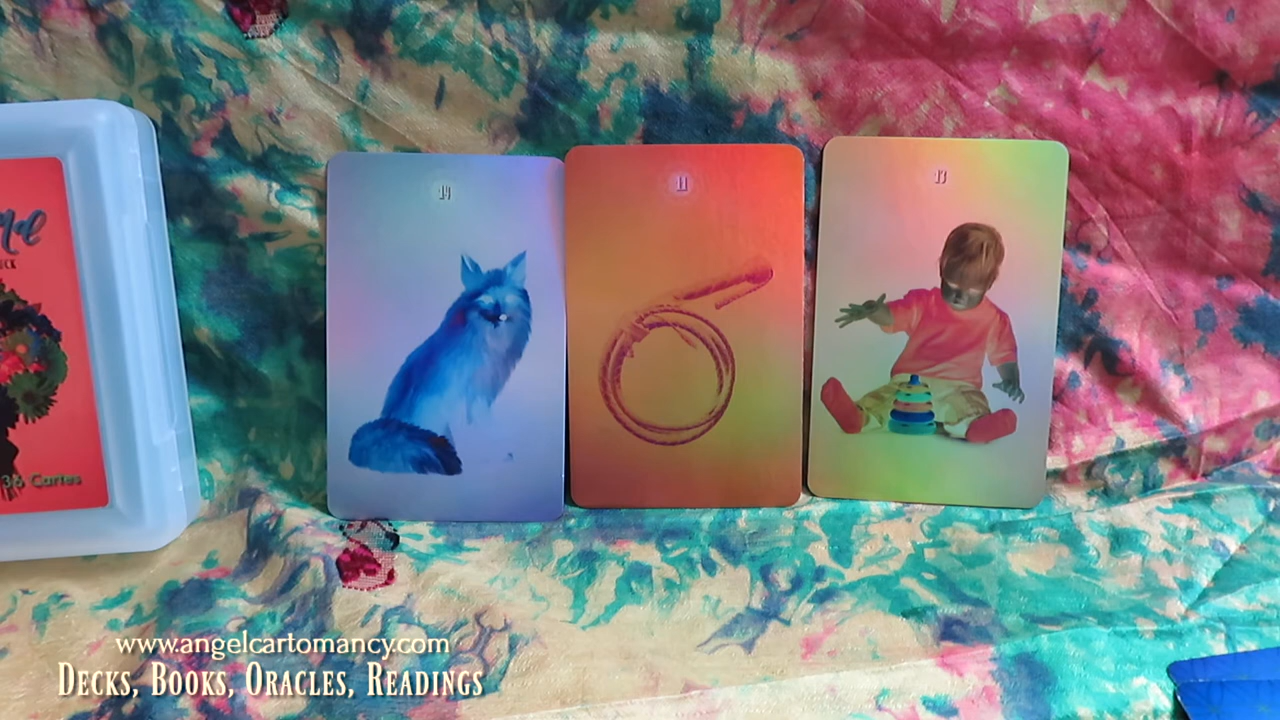 14
11
13
36 Cartes
www.angelcartomancy.com
Decks, Books, Oracles, Readings